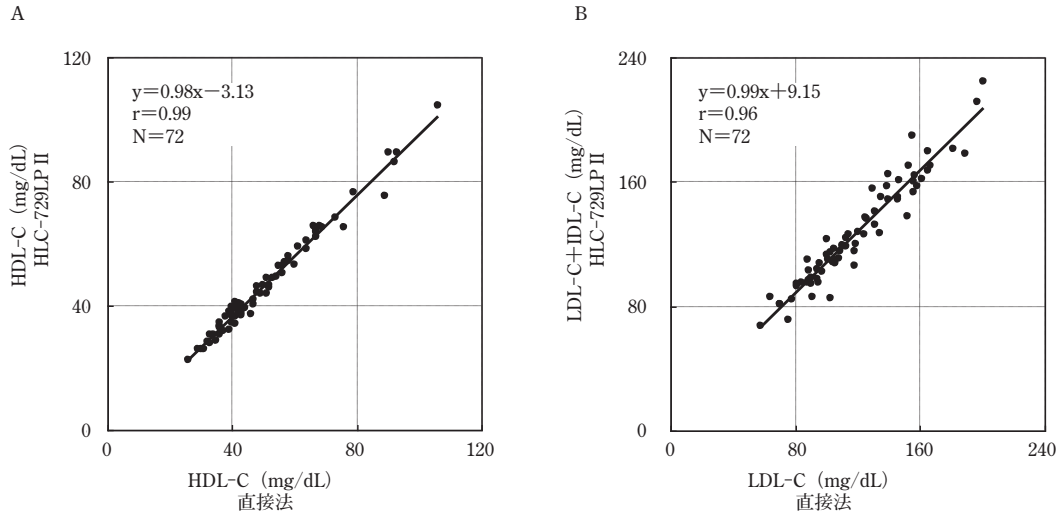 A
HDL-C (mg/dL)
HLC-729LP II
120
80
40
0
y=0.98x−3.13
r=0.99
N=72
0 40 80 120
HDL-C (mg/dL)
直接法
B
LDL-C+IDL-C (mg/dL)
HLC-729LP II
240
160
80
0
y=0.99x+9.15
r=0.96
N=72
0 80 160 240
LDL-C (mg/dL)
直接法